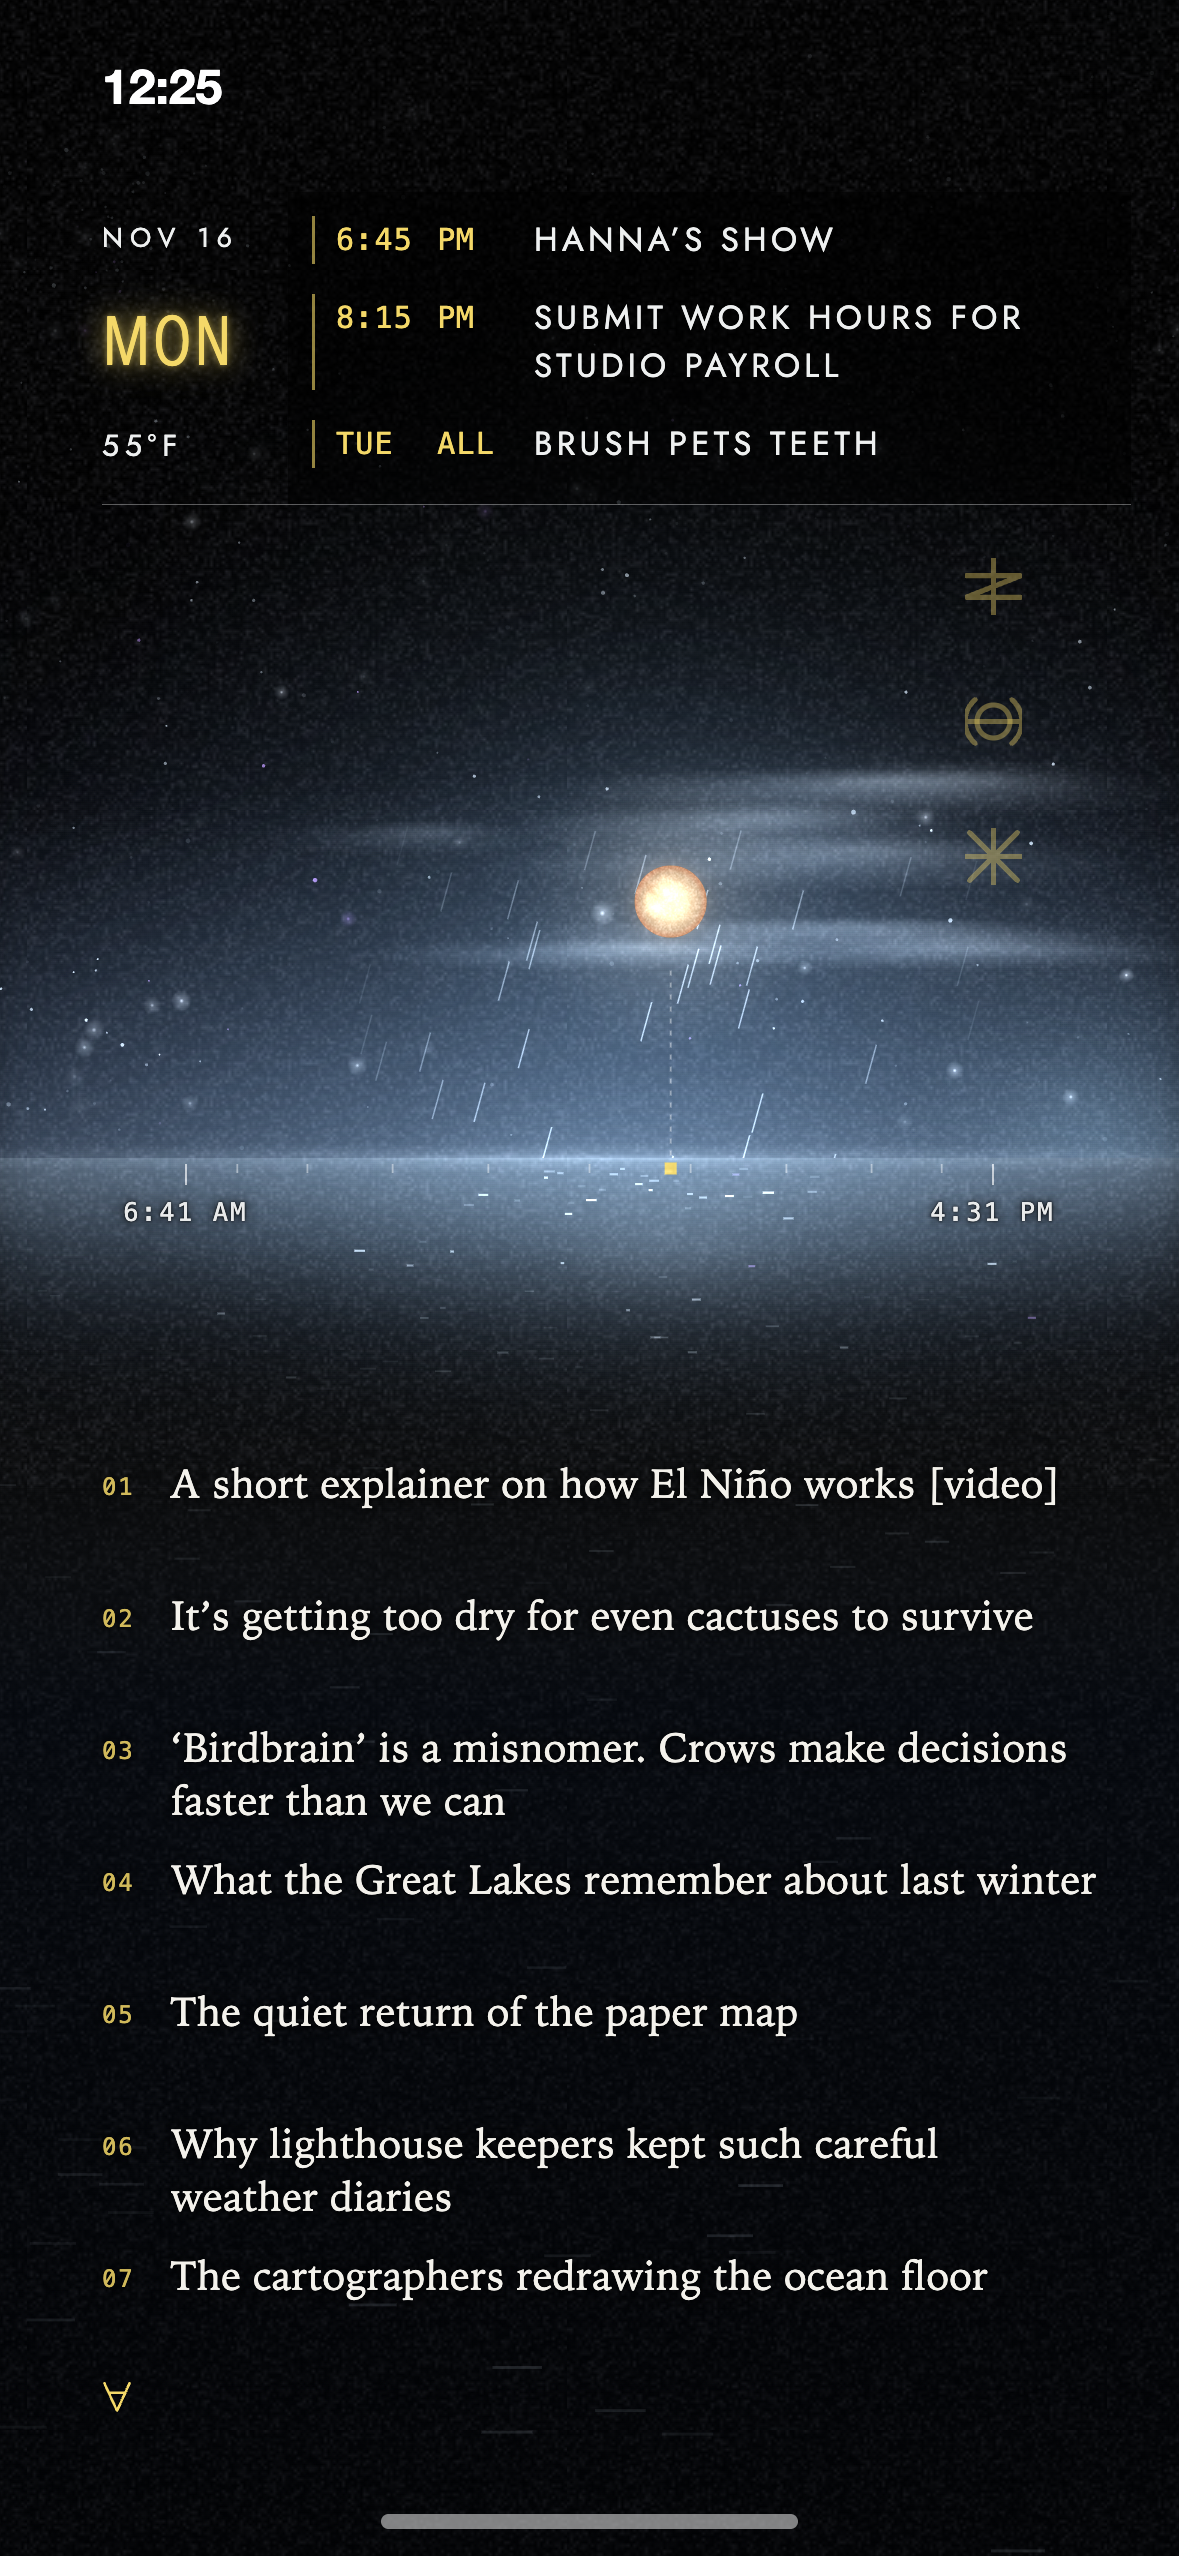 12:25
NOV 16
MON
55°F
6:45 PM HANNA’S SHOW
8:15 PM SUBMIT WORK HOURS FOR
STUDIO PAYROLL
TUE ALL BRUSH PETS TEETH
6:41 AM
4:31 PM
01 A short explainer on how El Niño works [video]
02 It’s getting too dry for even cactuses to survive
03 ‘Birdbrain’ is a misnomer. Crows make decisions
faster than we can
04 What the Great Lakes remember about last winter
05 The quiet return of the paper map
06 Why lighthouse keepers kept such careful
weather diaries
07 The cartographers redrawing the ocean floor